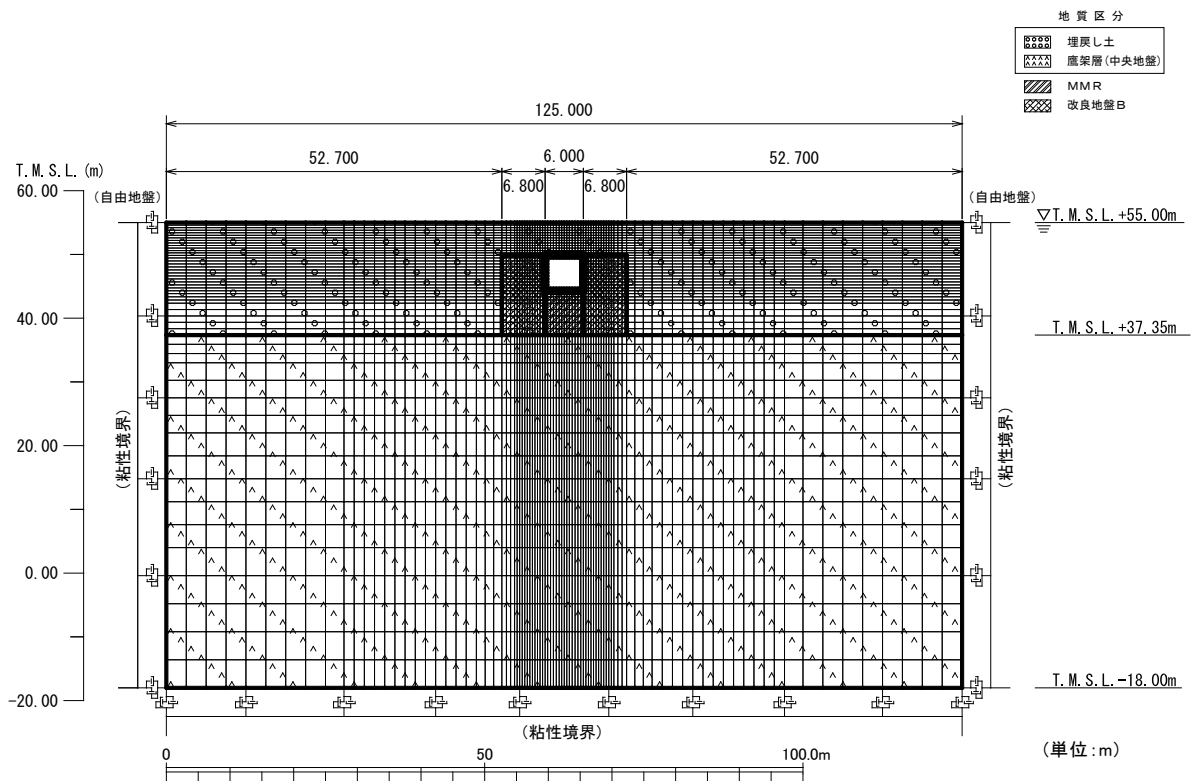 地質区分
埋戻し土
鷹架層(中央地盤)
MMR
改良地盤B
125.000
52.700
6.000
52.700
6.800
6.800
T.M.S.L.(m)
60.00
(自由地盤)
(自由地盤)
T.M.S.L.+55.00m
40.00
T.M.S.L.+37.35m
20.00
(粘性境界)
(粘性境界)
0.00
-20.00
T.M.S.L.-18.00m
(粘性境界)
0
50
100.0m
(単位:m)